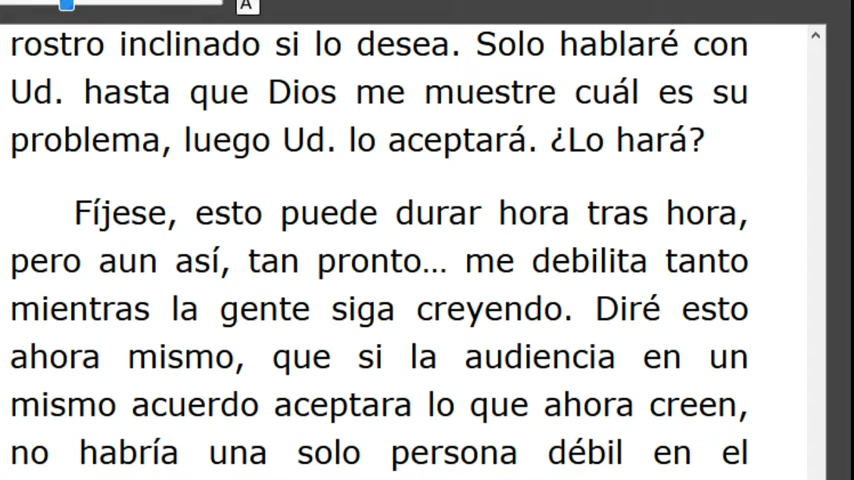 A
rostro inclinado si lo desea. Solo hablaré con
Ud. hasta que Dios me muestre cuál es su
problema, luego Ud. lo aceptará. ¿Lo hará?
Fíjese, esto puede durar hora tras hora,
pero aun así, tan pronto… me debilita tanto
mientras la gente siga creyendo. Diré esto
ahora mismo, que si la audiencia en un
mismo acuerdo aceptara lo que ahora creen,
no habría una solo persona débil en el